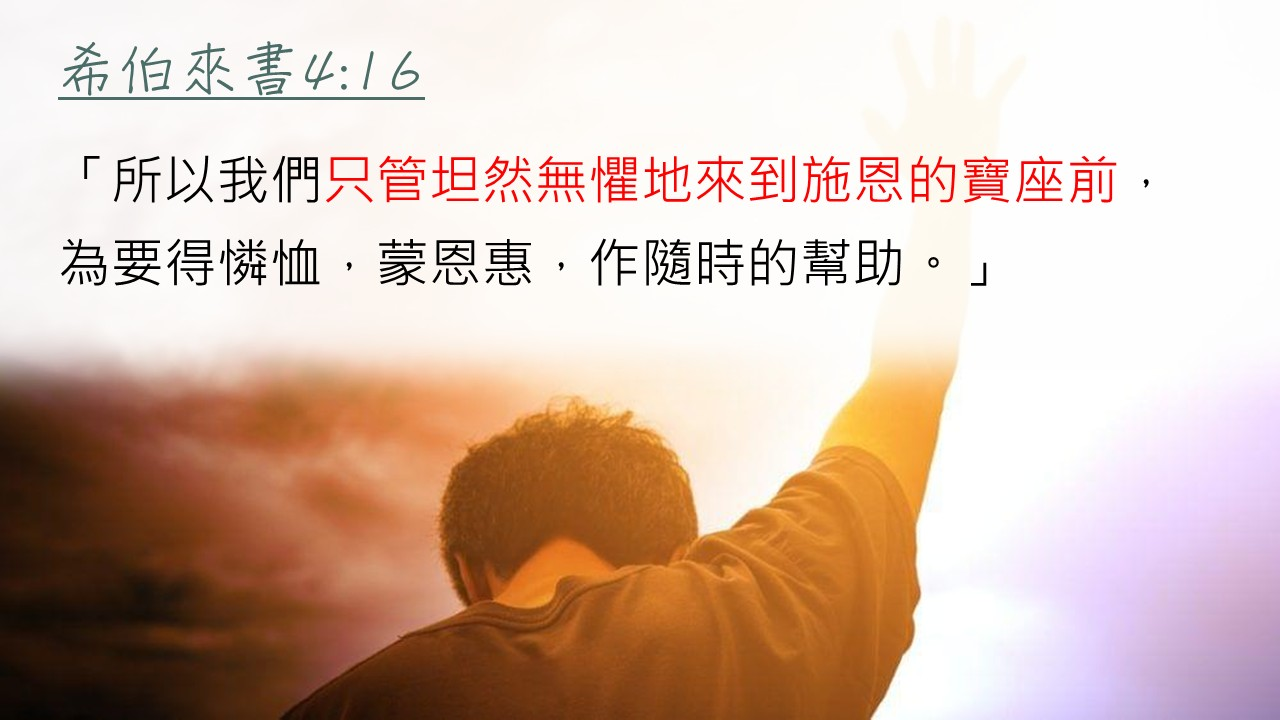 希伯來書4:16
「所以我們只管坦然無懼地來到施恩的寶座前，
為要得憐恤，蒙恩惠，作隨時的幫助。」